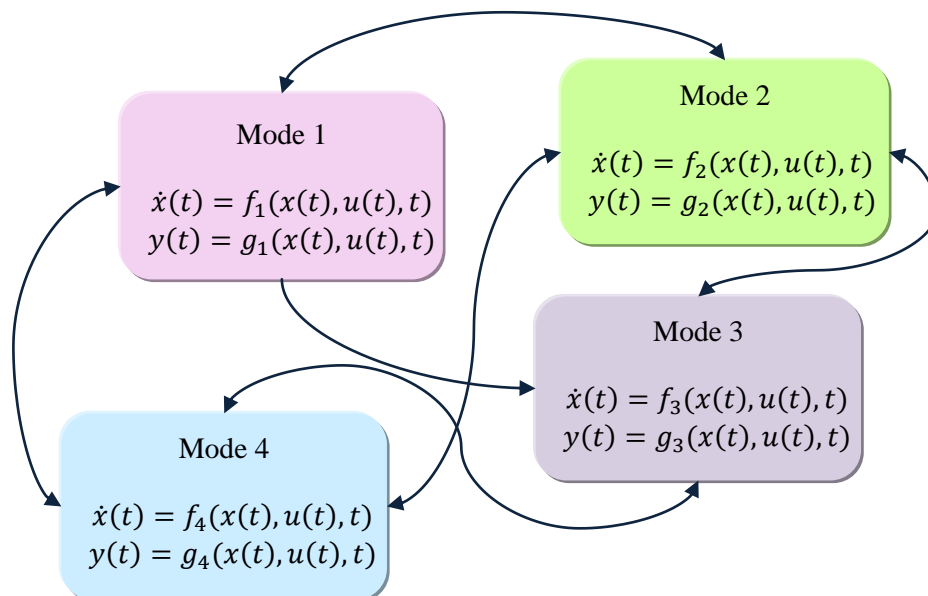 Mode 1
ẋ(t) = f₁(x(t), u(t), t)
y(t) = g₁(x(t), u(t), t)
Mode 2
ẋ(t) = f₂(x(t), u(t), t)
y(t) = g₂(x(t), u(t), t)
Mode 3
ẋ(t) = f₃(x(t), u(t), t)
y(t) = g₃(x(t), u(t), t)
Mode 4
ẋ(t) = f₄(x(t), u(t), t)
y(t) = g₄(x(t), u(t), t)